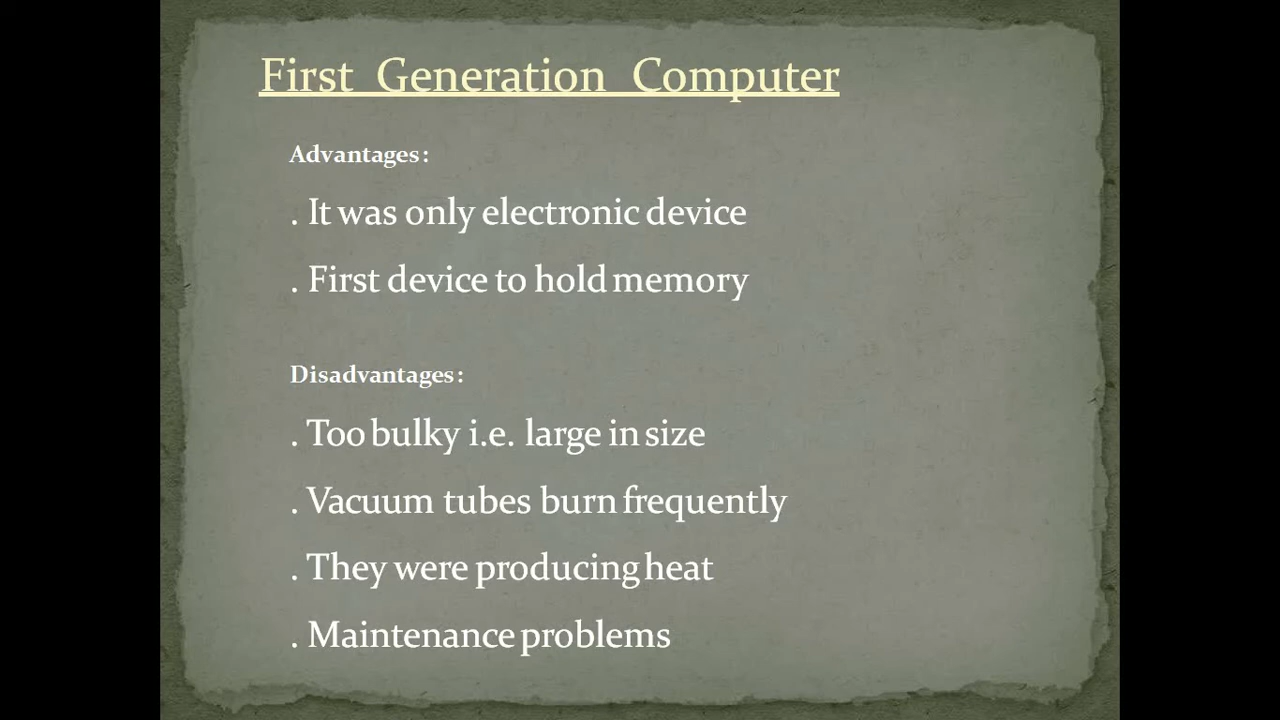 First Generation Computer
Advantages:
. It was only electronic device
. First device to hold memory
Disadvantages:
. Too bulky i.e. large in size
. Vacuum tubes burn frequently
. They were producing heat
. Maintenance problems